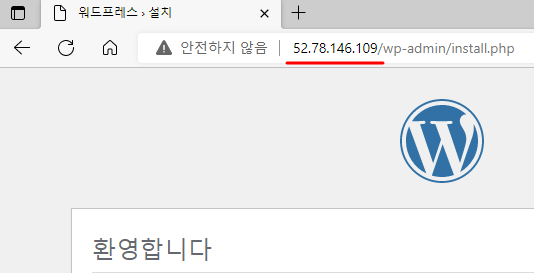 워드프레스 › 설치
안전하지 않음 52.78.146.109/wp-admin/install.php
환영합니다